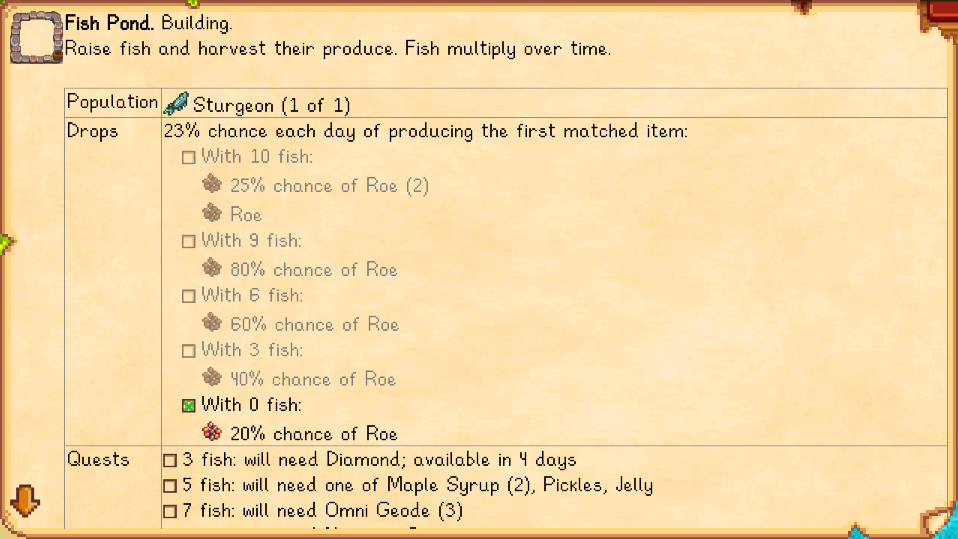 Fish Pond. Building.
Raise fish and harvest their produce. Fish multiply over time.
Population Sturgeon (1 of 1)
Drops 23% chance each day of producing the first matched item:
With 10 fish:
25% chance of Roe (2)
Roe
With 9 fish:
80% chance of Roe
With 6 fish:
60% chance of Roe
With 3 fish:
40% chance of Roe
With 0 fish:
20% chance of Roe
Quests 3 fish: will need Diamond; available in 4 days
5 fish: will need one of Maple Syrup (2), Pickles, Jelly
7 fish: will need Omni Geode (3)